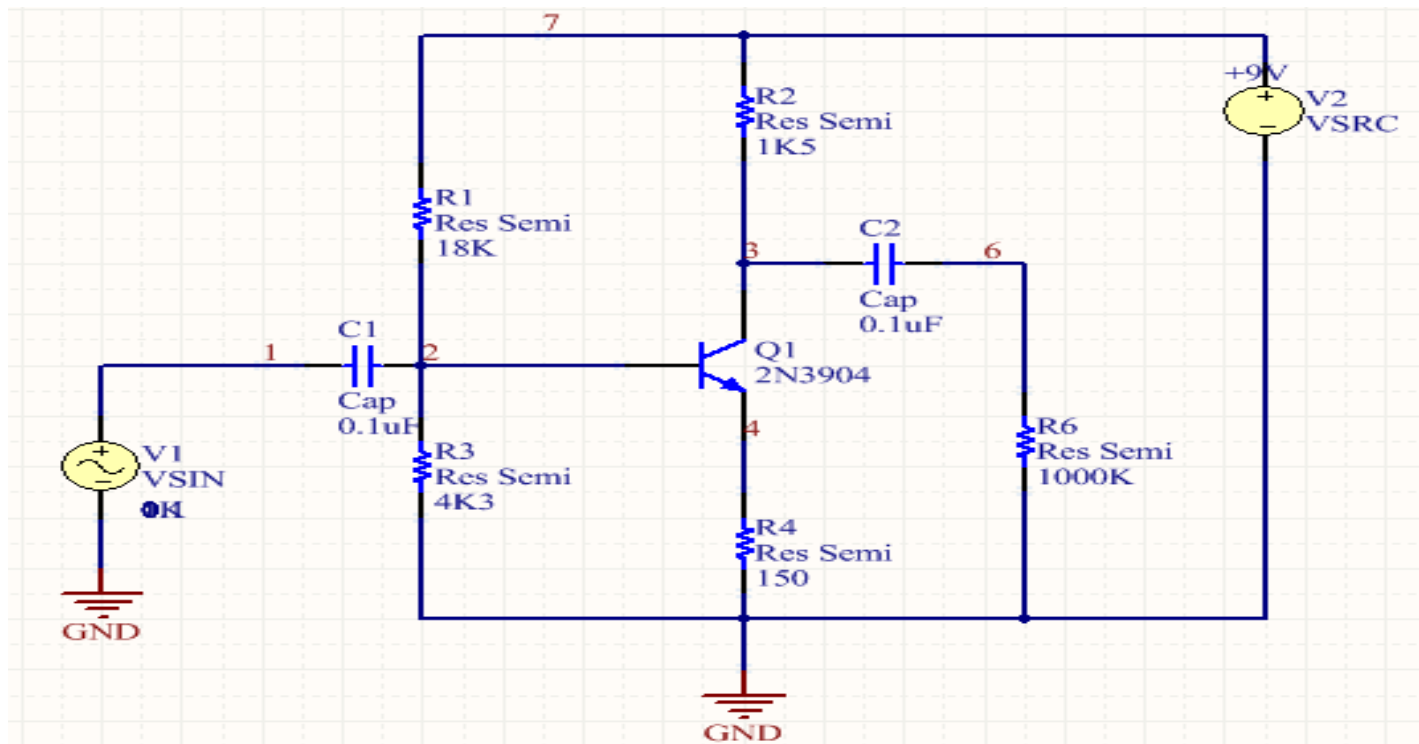 7
+9V
V2
VSRC
R2
Res Semi
1K5
R1
Res Semi
18K
3
C2
6
Cap
0.1uF
1
C1
2
Cap
0.1uF
Q1
2N3904
4
V1
VSIN
R3
Res Semi
4K3
R6
Res Semi
1000K
R4
Res Semi
150
GND
GND